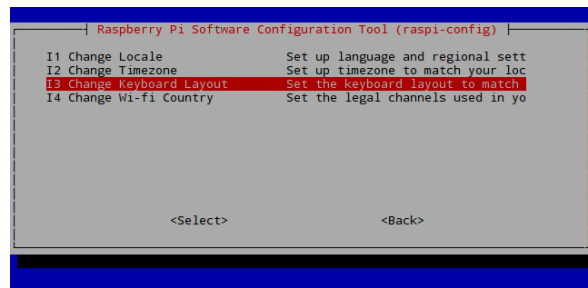 Raspberry Pi Software Configuration Tool (raspi-config)
I1 Change Locale Set up language and regional sett
I2 Change Timezone Set up timezone to match your loc
I3 Change Keyboard Layout Set the keyboard layout to match
I4 Change Wi-fi Country Set the legal channels used in yo
<Select> <Back>